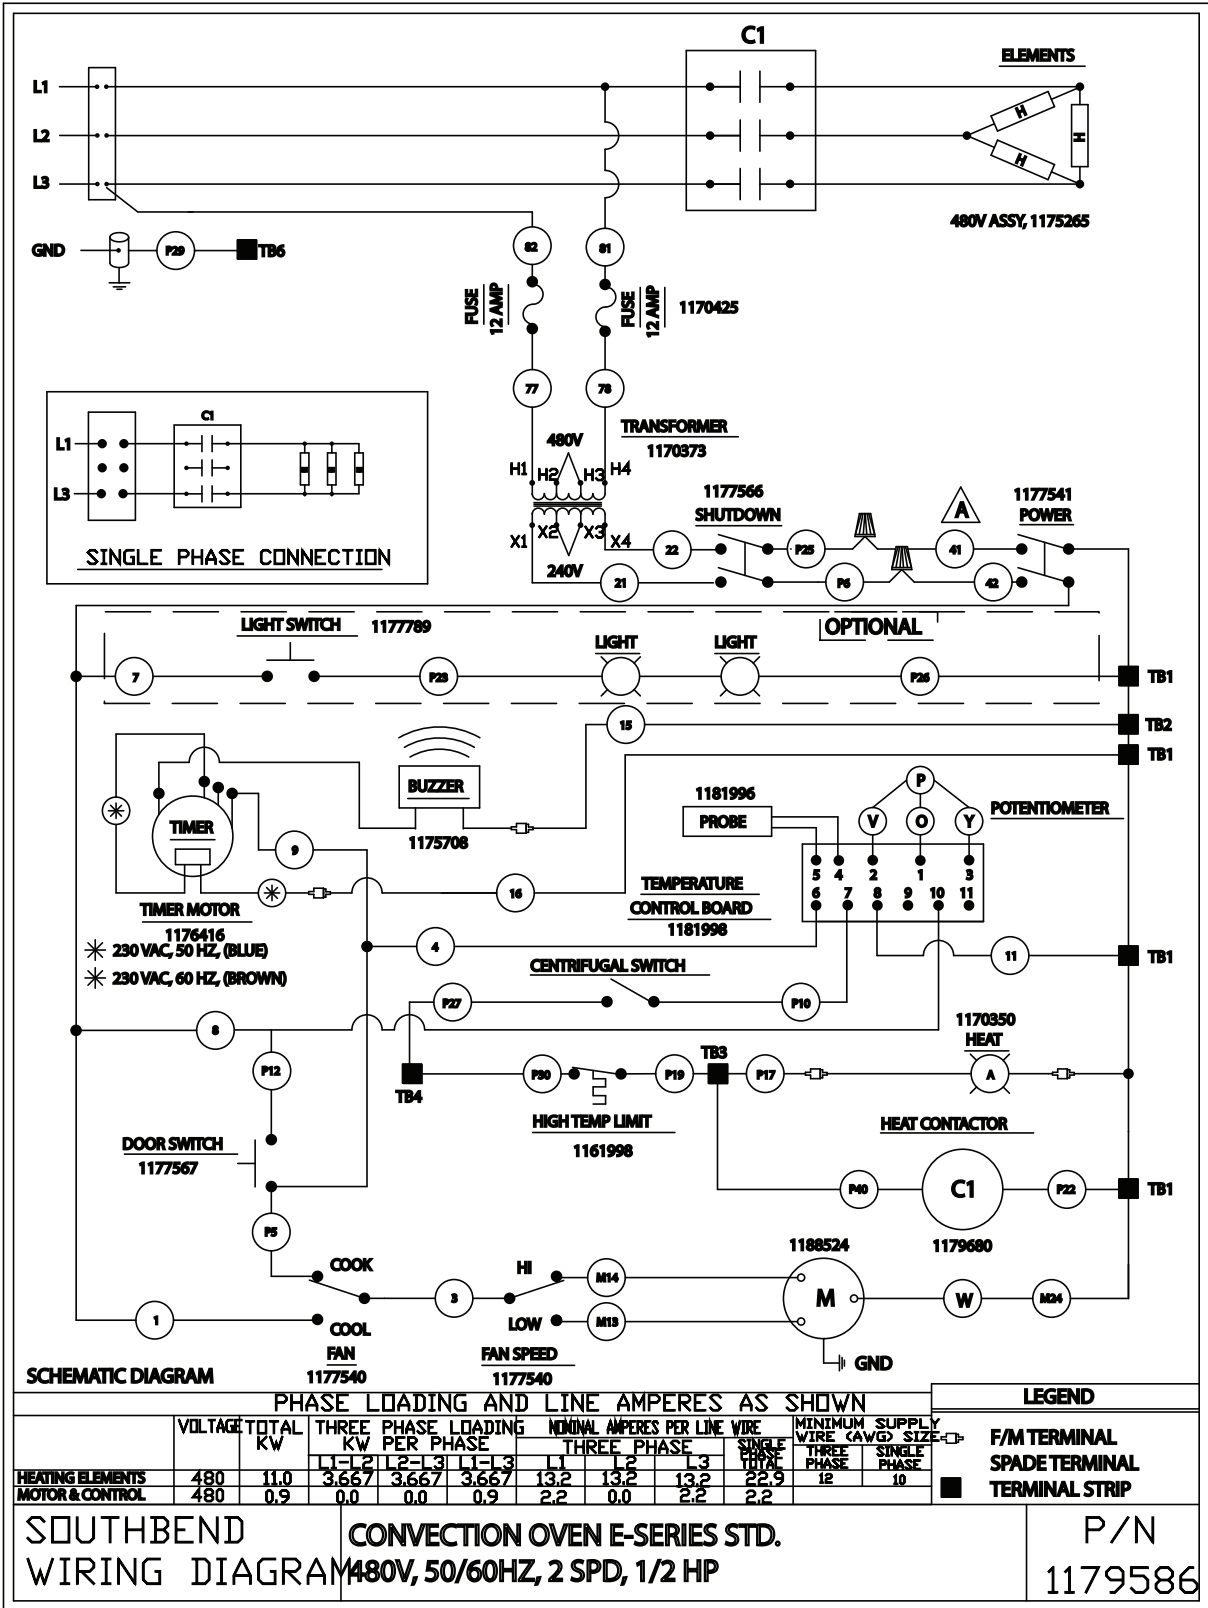 C1
ELEMENTS
L1
H
L2
H
H
L3
480V ASSY, 1175265
GND
P29
TB6
82
81
FUSE
12 AMP
FUSE
12 AMP
1170425
77
78
C1
L1
L3
SINGLE PHASE CONNECTION
TRANSFORMER
1170373
480V
H1 H2 H3 H4
X1 X2 X3 X4
240V
1177566
SHUTDOWN
A
1177541
POWER
22
P25
41
21
P6
42
LIGHT SWITCH 1177789
LIGHT
LIGHT
OPTIONAL
7
P23
P26
TB1
15
TB2
TB1
BUZZER
1175708
TIMER
9
TIMER MOTOR
1176416
230 VAC, 50 HZ, (BLUE)
230 VAC, 60 HZ, (BROWN)
16
1181996
PROBE
P
V O Y
POTENTIOMETER
5 4 2 1 3
6 7 8 9 10 11
TEMPERATURE
CONTROL BOARD
1181998
4
11
TB1
CENTRIFUGAL SWITCH
P27
P10
8
1170350
HEAT
P12
TB4
P30
P19
TB3
P17
A
HIGH TEMP LIMIT
1161998
HEAT CONTACTOR
DOOR SWITCH
1177567
P40
C1
P22
TB1
1179680
P5
1188524
COOK
HI
M14
3
M
W
M24
1
COOL
LOW
M13
GND
FAN
1177540
FAN SPEED
1177540
SCHEMATIC DIAGRAM
PHASE LOADING AND LINE AMPERES AS SHOWN
LEGEND
VOLTAGE
TOTAL
KW
THREE PHASE LOADING
KW PER PHASE
NOMINAL AMPERES PER LINE WIRE
MINIMUM SUPPLY
WIRE (AWG) SIZE
THREE PHASE
SINGLE
PHASE
TOTAL
THREE
PHASE
SINGLE
PHASE
L1-L2 L2-L3 L1-L3 L1 L2 L3
HEATING ELEMENTS 480 11.0 3.667 3.667 3.667 13.2 13.2 13.2 22.9 12 10
MOTOR & CONTROL 480 0.9 0.0 0.0 0.9 2.2 0.0 2.2 2.2
F/M TERMINAL
SPADE TERMINAL
TERMINAL STRIP
SOUTHBEND
WIRING DIAGRAM
CONVECTION OVEN E-SERIES STD.
480V, 50/60HZ, 2 SPD, 1/2 HP
P/N
1179586